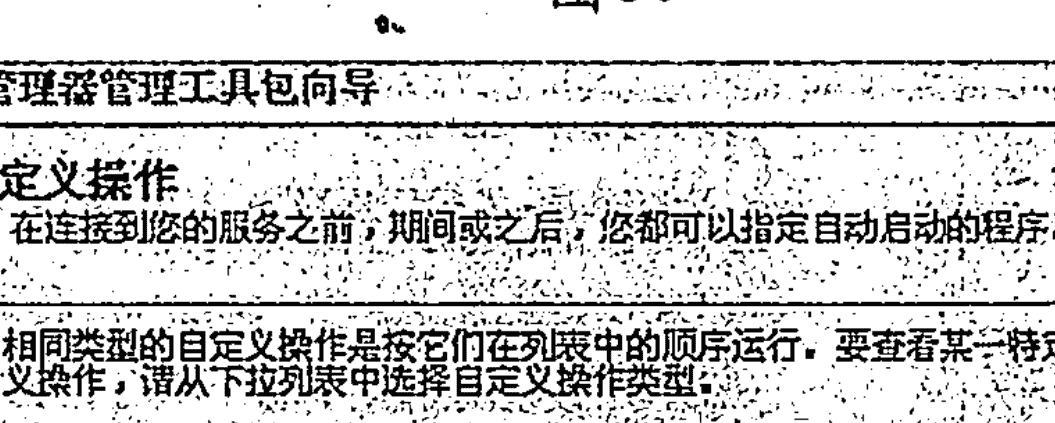 管理器管理工具包向导
定义操作
在连接到您的服务之前，期间或之后，您都可以指定自动启动的程序。
相同类型的自定义操作是按它们在列表中的顺序运行。要查看某一特定
义操作，请从下拉列表中选择自定义操作类型。